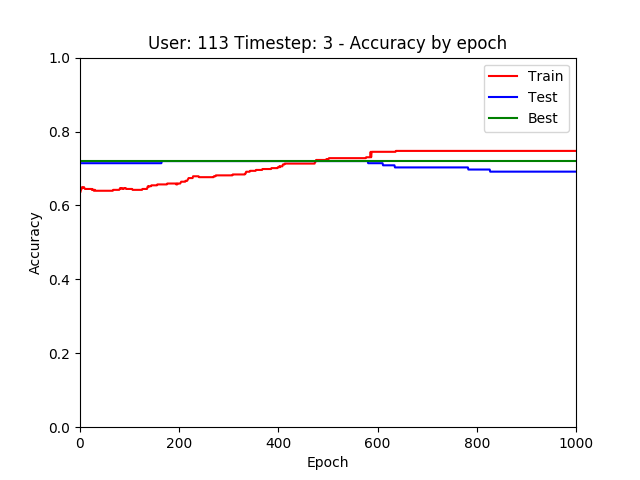 User: 113 Timestep: 3 - Accuracy by epoch
1.0
0.8
0.6
0.4
0.2
0.0
Accuracy
0 200 400 600 800 1000
Epoch
Train
Test
Best